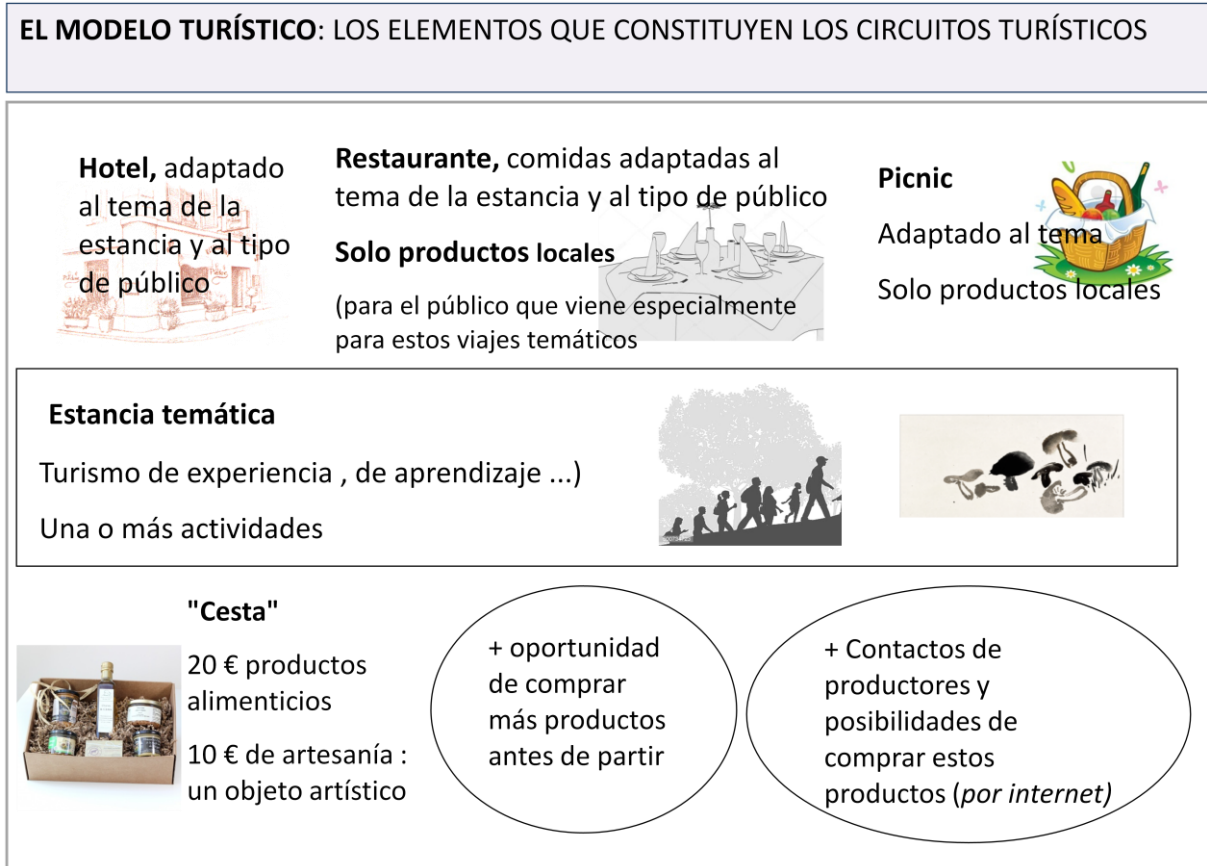 EL MODELO TURÍSTICO: LOS ELEMENTOS QUE CONSTITUYEN LOS CIRCUITOS TURÍSTICOS
Hotel, adaptado
al tema de la
estancia y al tipo
de público
Restaurante, comidas adaptadas al
tema de la estancia y al tipo de público
Solo productos locales
(para el público que viene especialmente
para estos viajes temáticos
Picnic
Adaptado al tema
Solo productos locales
Estancia temática
Turismo de experiencia , de aprendizaje ...)
Una o más actividades
"Cesta"
20 € productos
alimenticios
10 € de artesanía :
un objeto artístico
+ oportunidad
de comprar
más productos
antes de partir
+ Contactos de
productores y
posibilidades de
comprar estos
productos (por internet)